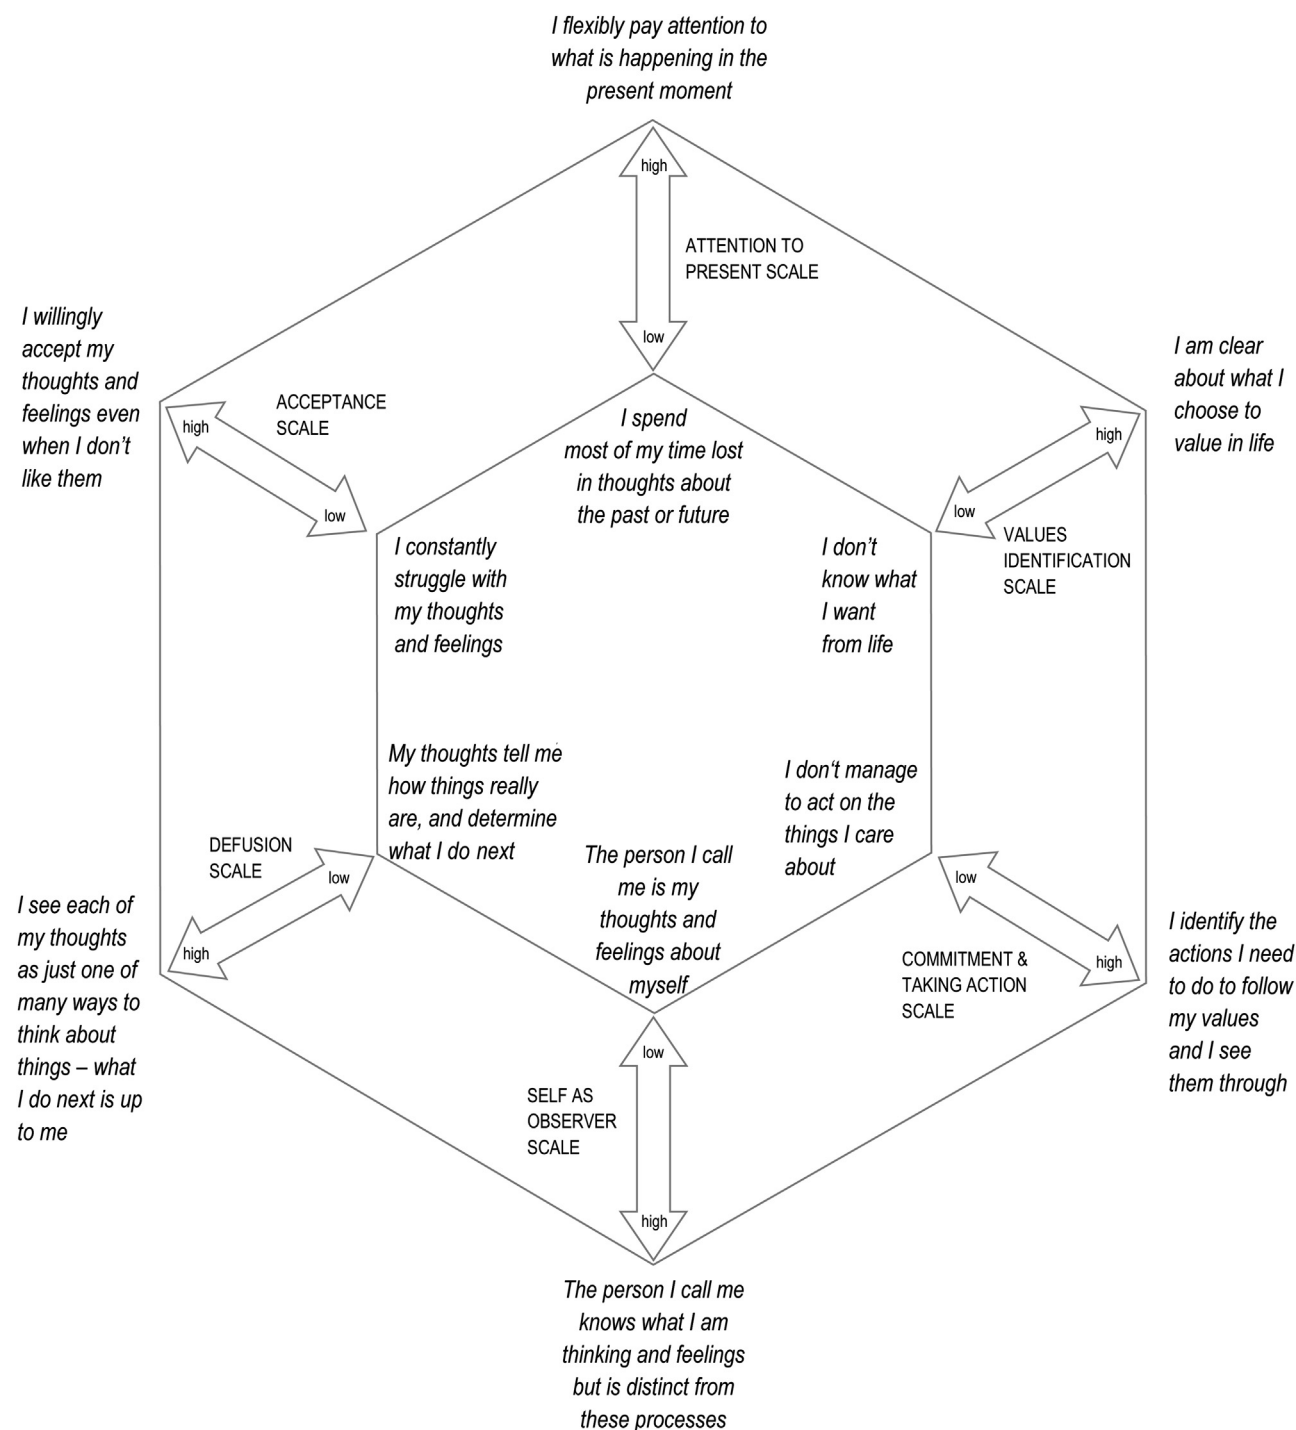 I flexibly pay attention to
what is happening in the
present moment
high
ATTENTION TO
PRESENT SCALE
low
I willingly
accept my
thoughts and
feelings even
when I don’t
like them
high
ACCEPTANCE
SCALE
low
I am clear
about what I
choose to
value in life
high
low
VALUES
IDENTIFICATION
SCALE
I spend
most of my time lost
in thoughts about
the past or future
I constantly
struggle with
my thoughts
and feelings
I don’t
know what
I want
from life
My thoughts tell me
how things really
are, and determine
what I do next
The person I call
me is my
thoughts and
feelings about
myself
I don‘t manage
to act on the
things I care
about
DEFUSION
SCALE
low
high
I see each of
my thoughts
as just one of
many ways to
think about
things – what
I do next is up
to me
low
COMMITMENT &
TAKING ACTION
SCALE
high
I identify the
actions I need
to do to follow
my values
and I see
them through
low
SELF AS
OBSERVER
SCALE
high
The person I call me
knows what I am
thinking and feelings
but is distinct from
these processes